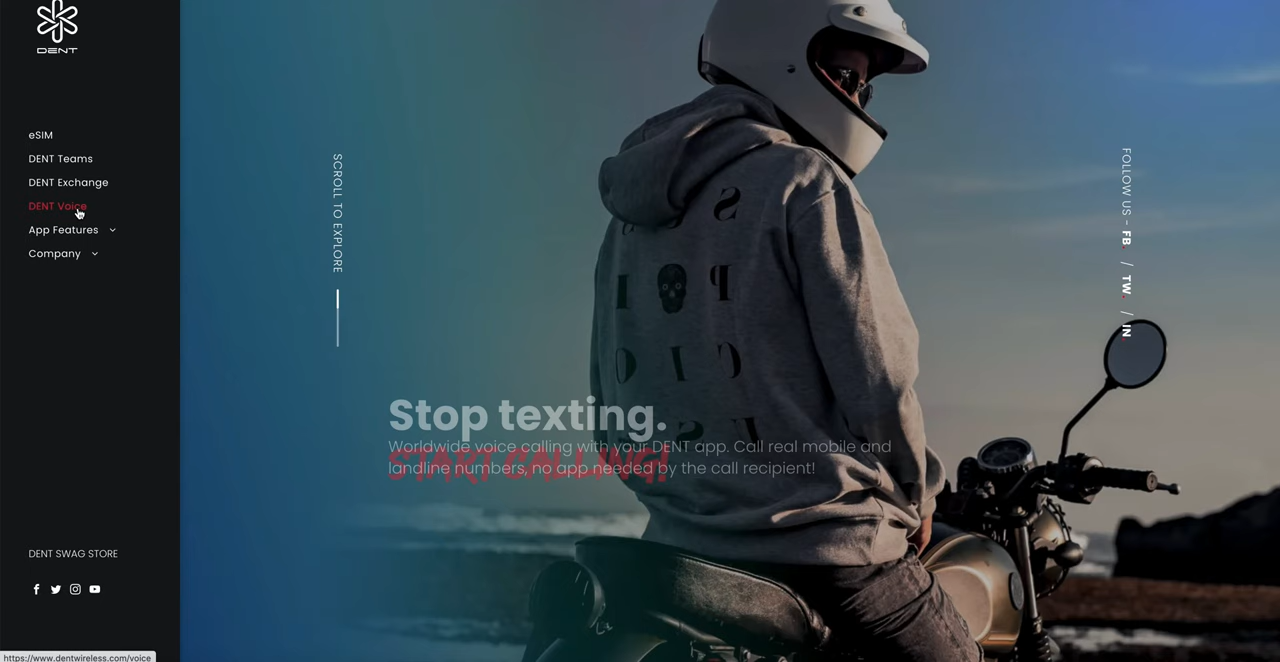 DENT
eSIM
DENT Teams
DENT Exchange
DENT Voice
App Features
Company
DENT SWAG STORE
https://www.dentwireless.com/voice
SCROLL TO EXPLORE
Stop texting.
START CALLING!
Worldwide voice calling with your DENT app. Call real mobile and
landline numbers, no app needed by the call recipient!
FOLLOW US – FB. / TW. / IN.